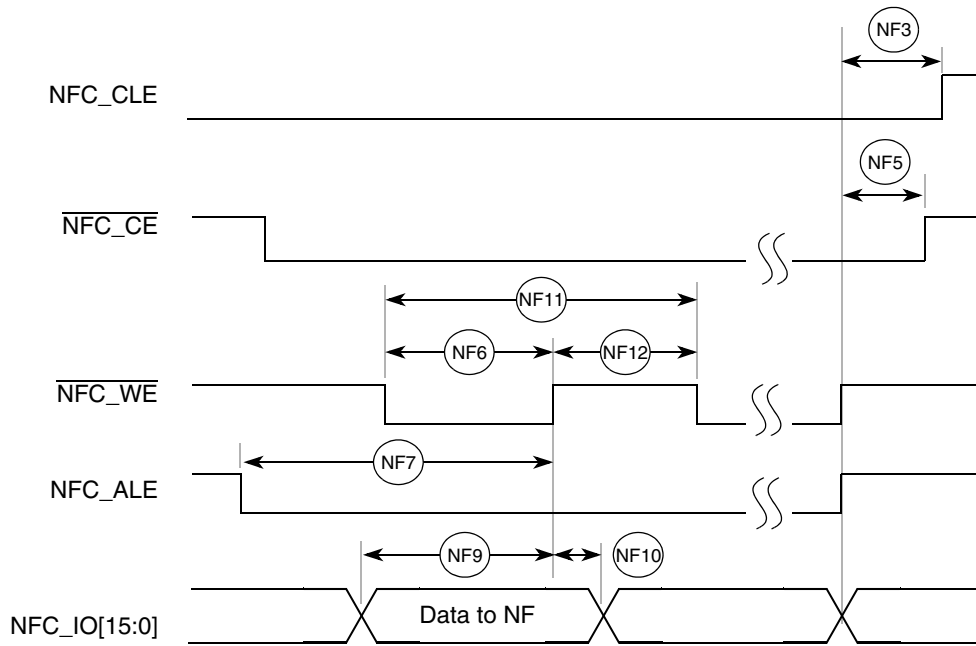 NF3
NFC_CLE
NF5
NFC_CE
NF11
NF6
NF12
NFC_WE
NF7
NFC_ALE
NF9
NF10
Data to NF
NFC_IO[15:0]